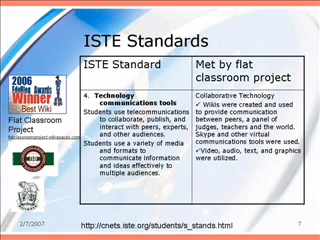 ISTE Standards
ISTE Standard
Met by flat
classroom project
2006
EduBlog Awards
Winner
Best Wiki
Flat Classroom
Project
4. Technology
communications tools
Students use telecommunications
to collaborate, publish, and
interact with peers, experts,
and other audiences.
Students use a variety of media
and formats to
communicate information
and ideas effectively to
multiple audiences.
Collaborative Technology
✓ Wikis were created and used
to provide communication
between peers, a panel of
judges, teachers and the world.
Skype and other virtual
communications tools were used.
✓Video, audio, text, and graphics
were utilized.
2/7/2007
http://cnets.iste.org/students/s_stands.html
7